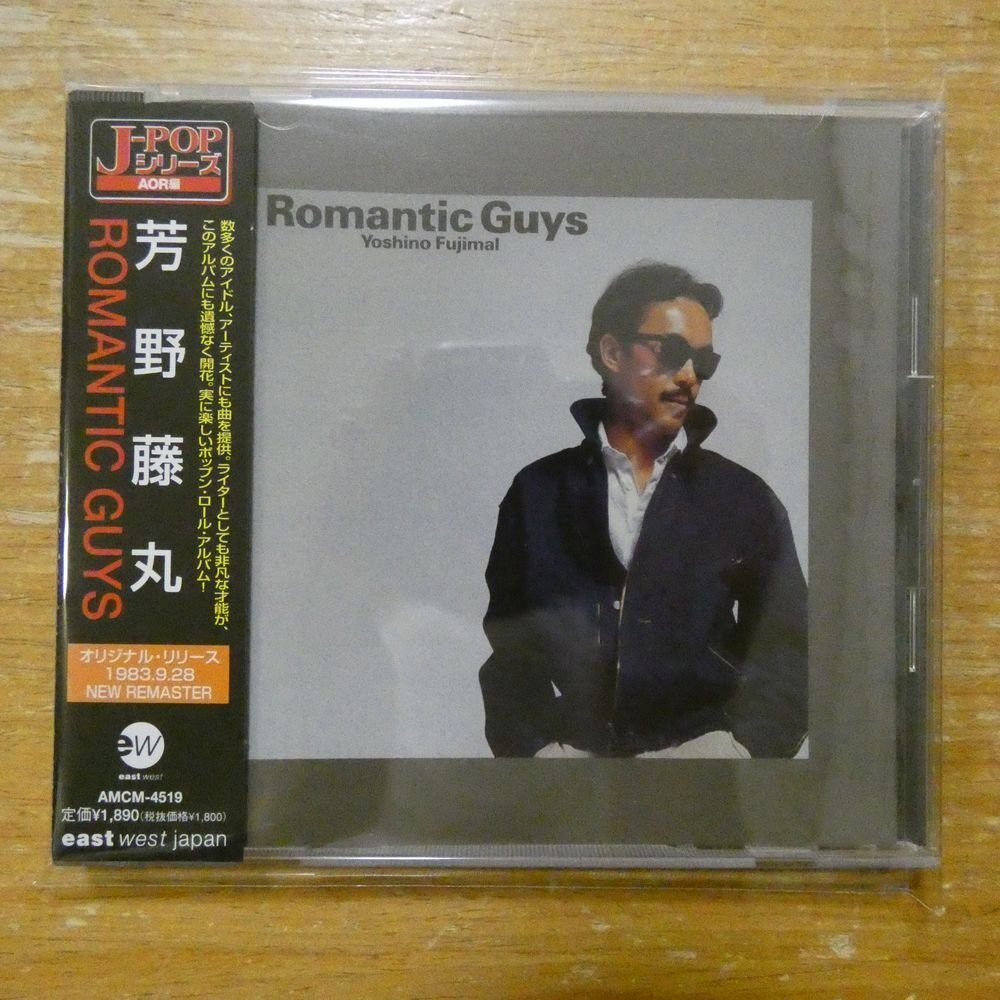 J-POP
シリーズ
AOR編
芳野藤丸
ROMANTIC GUYS
数多くのアイドル、アーティストにも曲を提供。ライターとしても非凡な才能が、
このアルバムにも遺憾なく開花。実に楽しいポップン・ロール・アルバム!
オリジナル・リリース
1983.9.28
NEW REMASTER
ew
east west
AMCM-4519
定価¥1,890(税抜価格¥1,800)
east west japan
Romantic Guys
Yoshino Fujimal